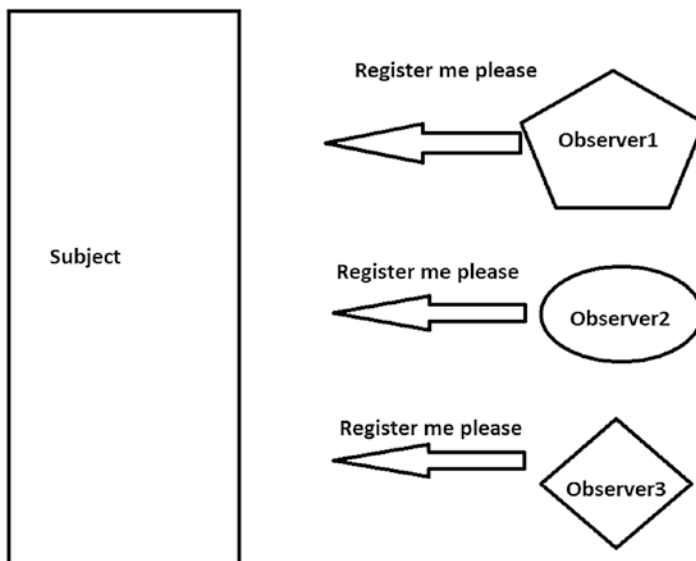 Register me please
Observer1
Subject
Register me please
Observer2
Register me please
Observer3